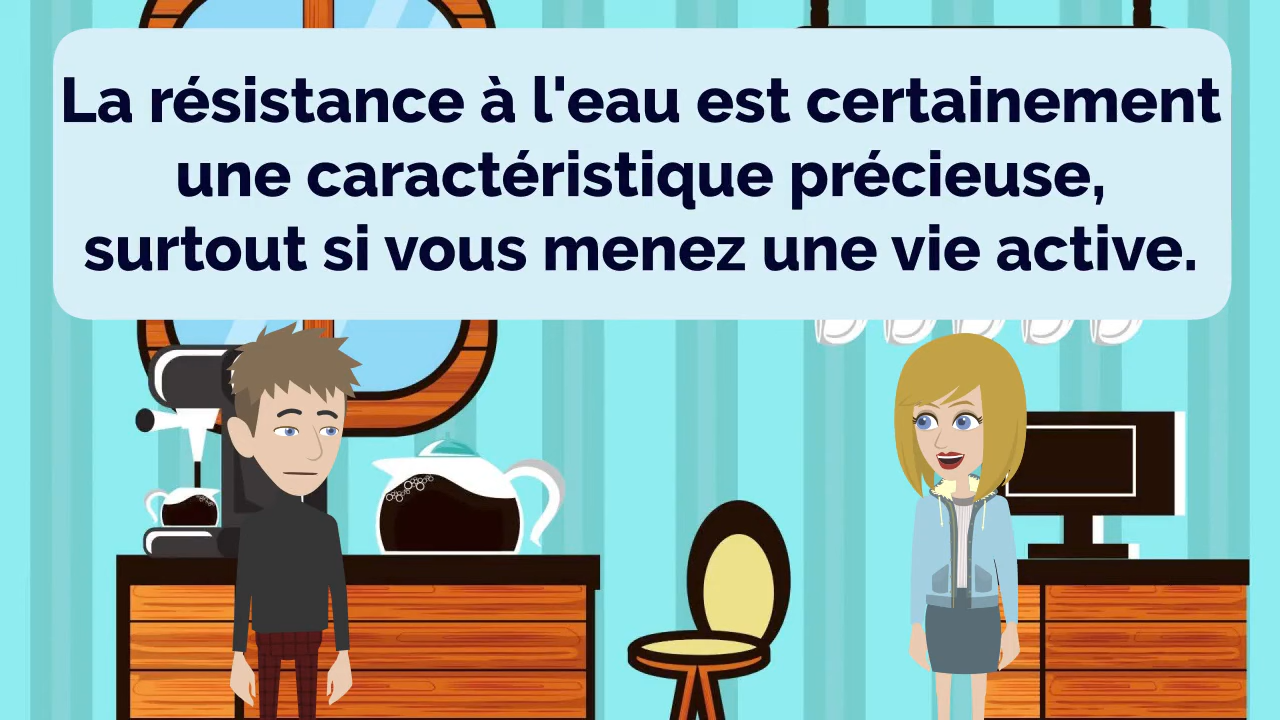 La résistance à l'eau est certainement
une caractéristique précieuse,
surtout si vous menez une vie active.